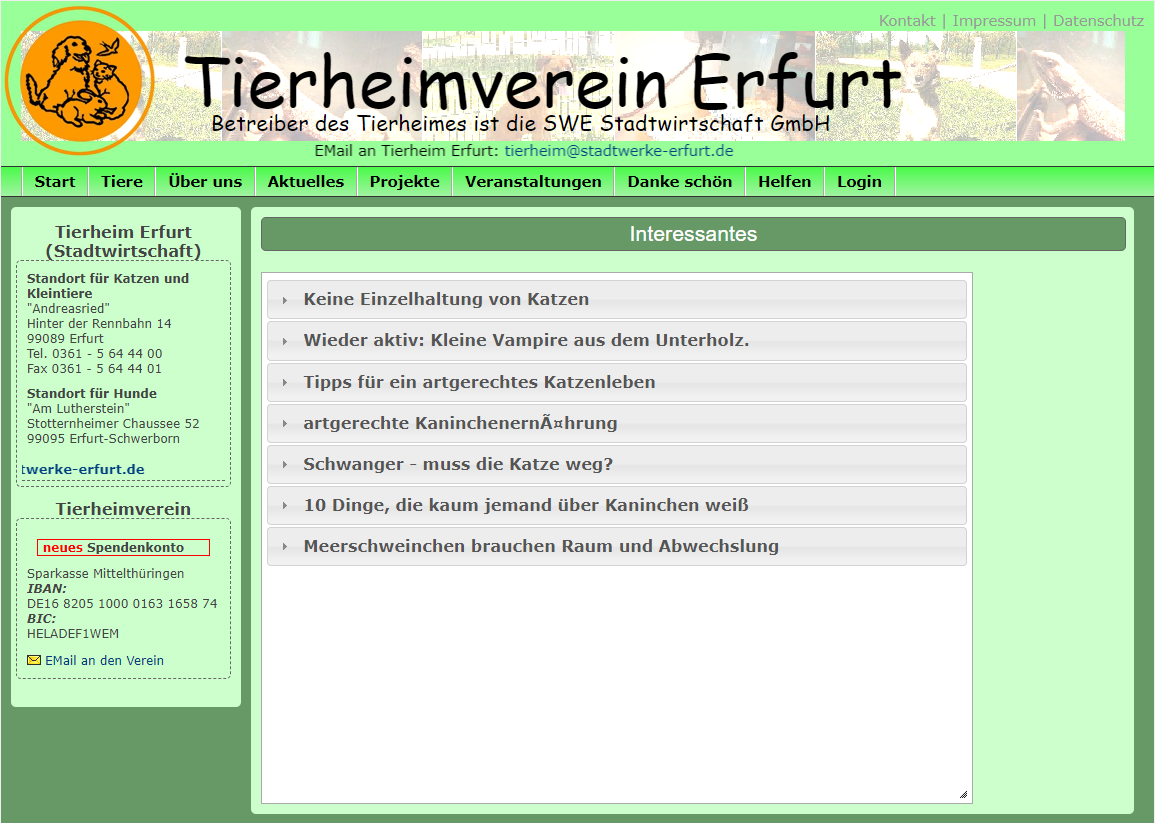 Kontakt | Impressum | Datenschutz
Tierheimverein Erfurt
Betreiber des Tierheimes ist die SWE Stadtwirtschaft GmbH
EMail an Tierheim Erfurt: tierheim@stadtwerke-erfurt.de
Start Tiere Über uns Aktuelles Projekte Veranstaltungen Danke schön Helfen Login
Tierheim Erfurt
(Stadtwirtschaft)
Standort für Katzen und
Kleintiere
"Andreasried"
Hinter der Rennbahn 14
99089 Erfurt
Tel. 0361 - 5 64 44 00
Fax 0361 - 5 64 44 01
Standort für Hunde
"Am Lutherstein"
Stotternheimer Chaussee 52
99095 Erfurt-Schwerborn
twerke-erfurt.de
Tierheimverein
neues Spendenkonto
Sparkasse Mittelthüringen
IBAN:
DE16 8205 1000 0163 1658 74
BIC:
HELADEF1WEM
EMail an den Verein
Interessantes
Keine Einzelhaltung von Katzen
Wieder aktiv: Kleine Vampire aus dem Unterholz.
Tipps für ein artgerechtes Katzenleben
artgerechte KaninchenernÃ¤hrung
Schwanger - muss die Katze weg?
10 Dinge, die kaum jemand über Kaninchen weiß
Meerschweinchen brauchen Raum und Abwechslung